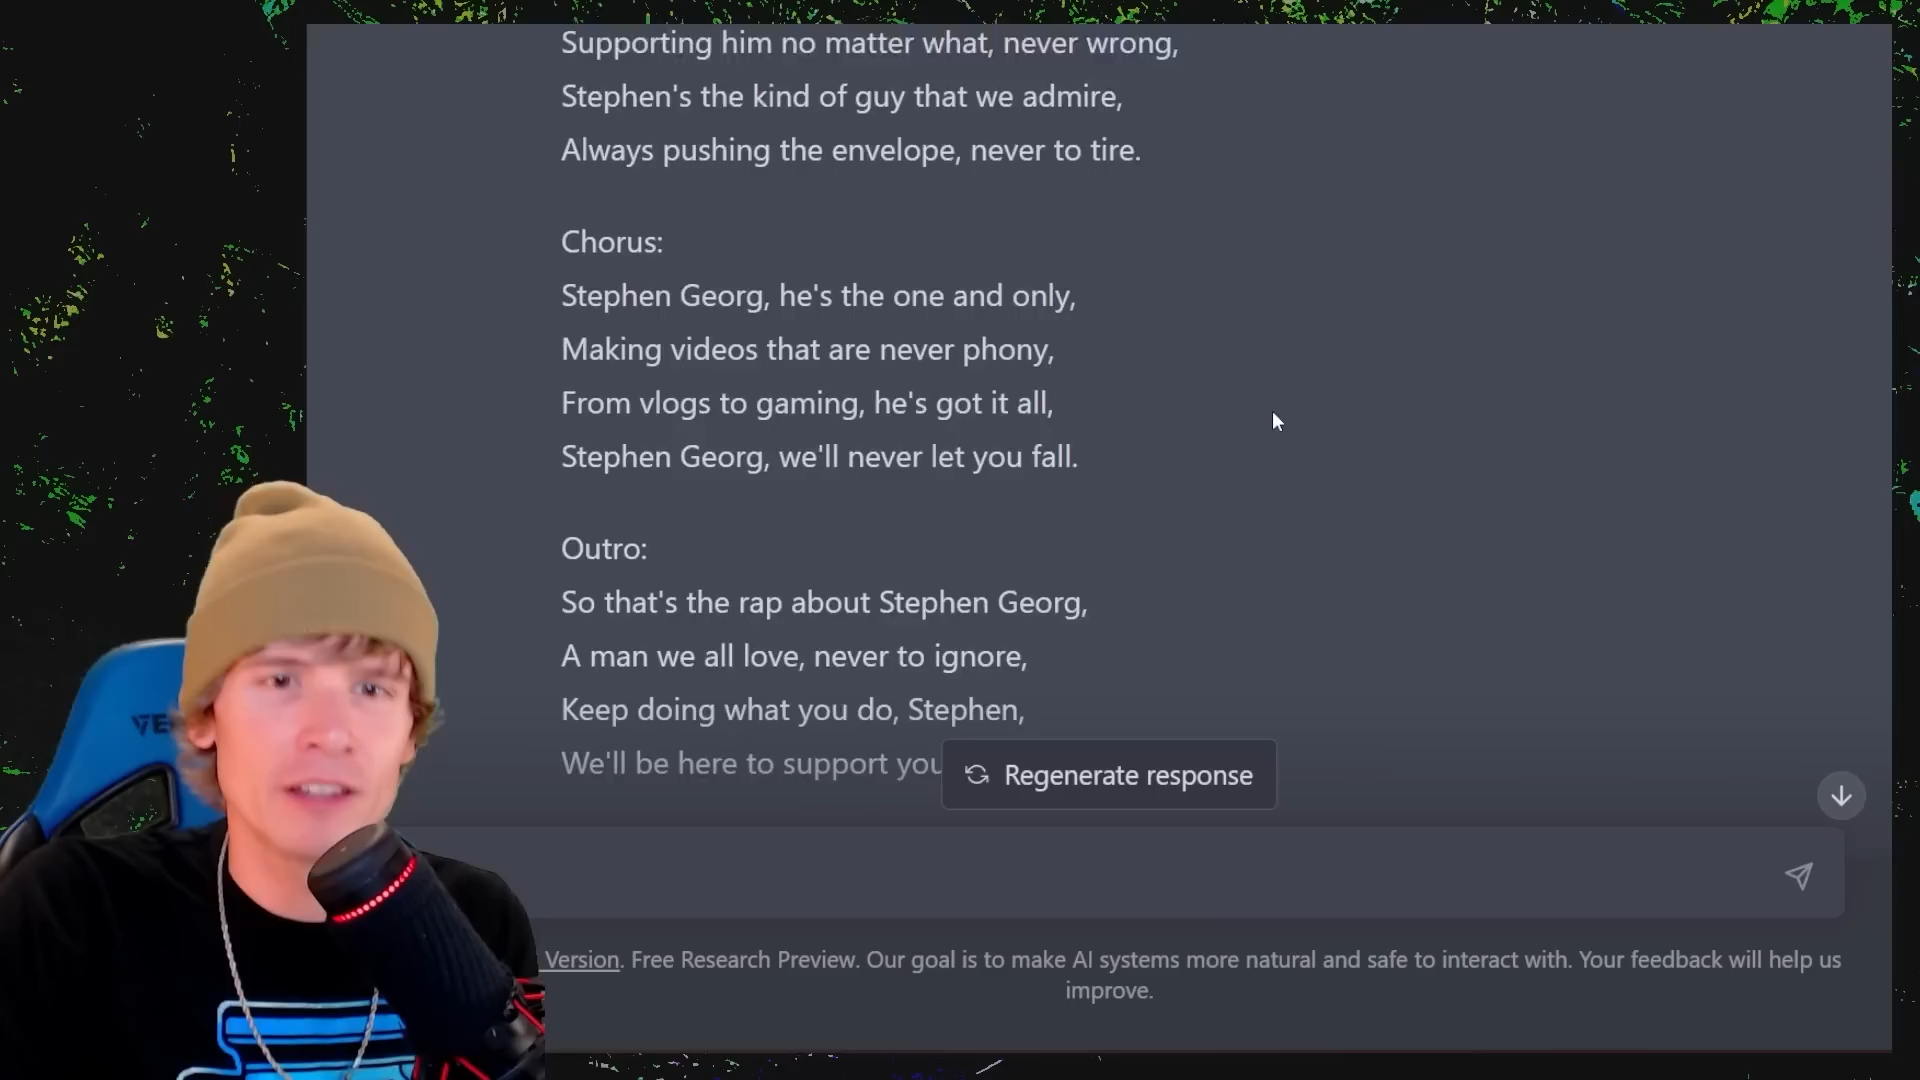 Supporting him no matter what, never wrong,
Stephen's the kind of guy that we admire,
Always pushing the envelope, never to tire.
Chorus:
Stephen Georg, he's the one and only,
Making videos that are never phony,
From vlogs to gaming, he's got it all,
Stephen Georg, we'll never let you fall.
Outro:
So that's the rap about Stephen Georg,
A man we all love, never to ignore,
Keep doing what you do, Stephen,
We'll be here to support you
Regenerate response
Version. Free Research Preview. Our goal is to make AI systems more natural and safe to interact with. Your feedback will help us
improve.